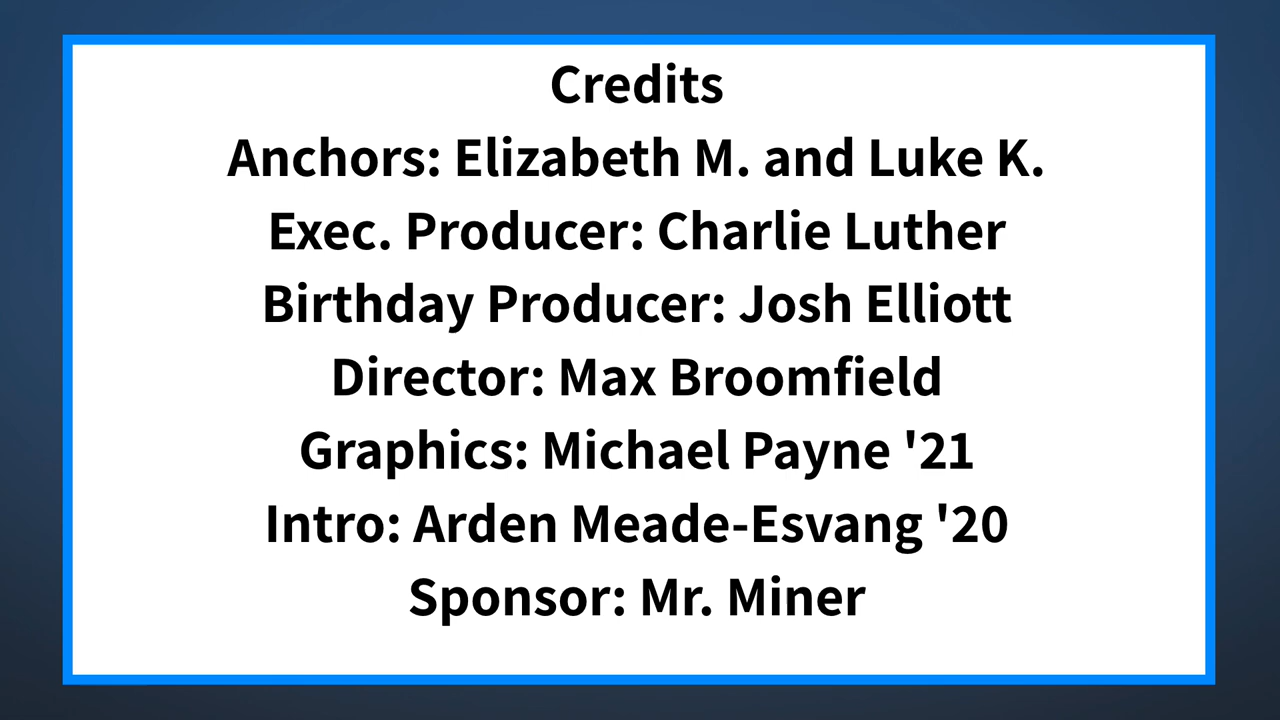 Credits
Anchors: Elizabeth M. and Luke K.
Exec. Producer: Charlie Luther
Birthday Producer: Josh Elliott
Director: Max Broomfield
Graphics: Michael Payne '21
Intro: Arden Meade-Esvang '20
Sponsor: Mr. Miner